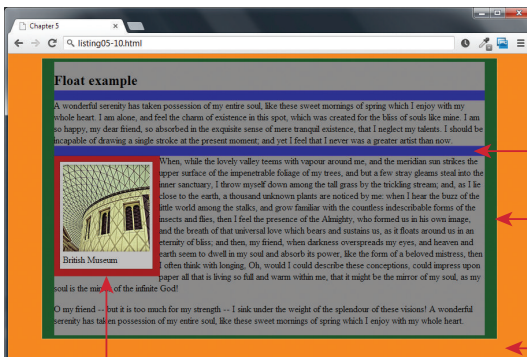 Chapter 5
listing05-10.html
Float example
A wonderful serenity has taken possession of my entire soul, like these sweet mornings of spring which I enjoy with my
whole heart. I am alone, and feel the charm of existence in this spot, which was created for the bliss of souls like mine. I am
so happy, my dear friend, so absorbed in the exquisite sense of mere tranquil existence, that I neglect my talents. I should be
incapable of drawing a single stroke at the present moment; and yet I feel that I never was a greater artist than now.
When, while the lovely valley teems with vapour around me, and the meridian sun strikes the
upper surface of the impenetrable foliage of my trees, and but a few stray gleams steal into the
inner sanctuary, I throw myself down among the tall grass by the trickling stream; and, as I lie
close to the earth, a thousand unknown plants are noticed by me: when I hear the buzz of the
little world among the stalks, and grow familiar with the countless indescribable forms of the
insects and flies, then I feel the presence of the Almighty, who formed us in his own image,
and the breath of that universal love which bears and sustains us, as it floats around us in an
eternity of bliss; and then, my friend, when darkness overspreads my eyes, and heaven and
earth seem to dwell in my soul and absorb its power, like the form of a beloved mistress, then
I often think with longing, Oh, would I could describe these conceptions, could impress upon
paper all that is living so full and warm within me, that it might be the mirror of my soul, as my
soul is the mirror of the infinite God!
British Museum
O my friend -- but it is too much for my strength -- I sink under the weight of the splendour of these visions! A wonderful
serenity has taken possession of my entire soul, like these sweet mornings of spring which I enjoy with my whole heart.